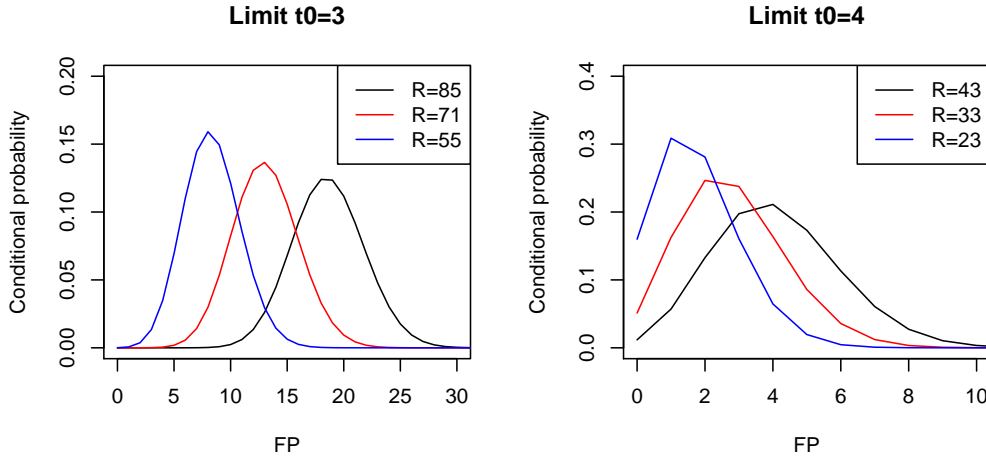 Limit t0=3
Conditional probability
0.20
0.15
0.10
0.05
0.00
R=85
R=71
R=55
0 5 10 15 20 25 30
FP
Limit t0=4
Conditional probability
0.4
0.3
0.2
0.1
0.0
R=43
R=33
R=23
0 2 4 6 8 10
FP